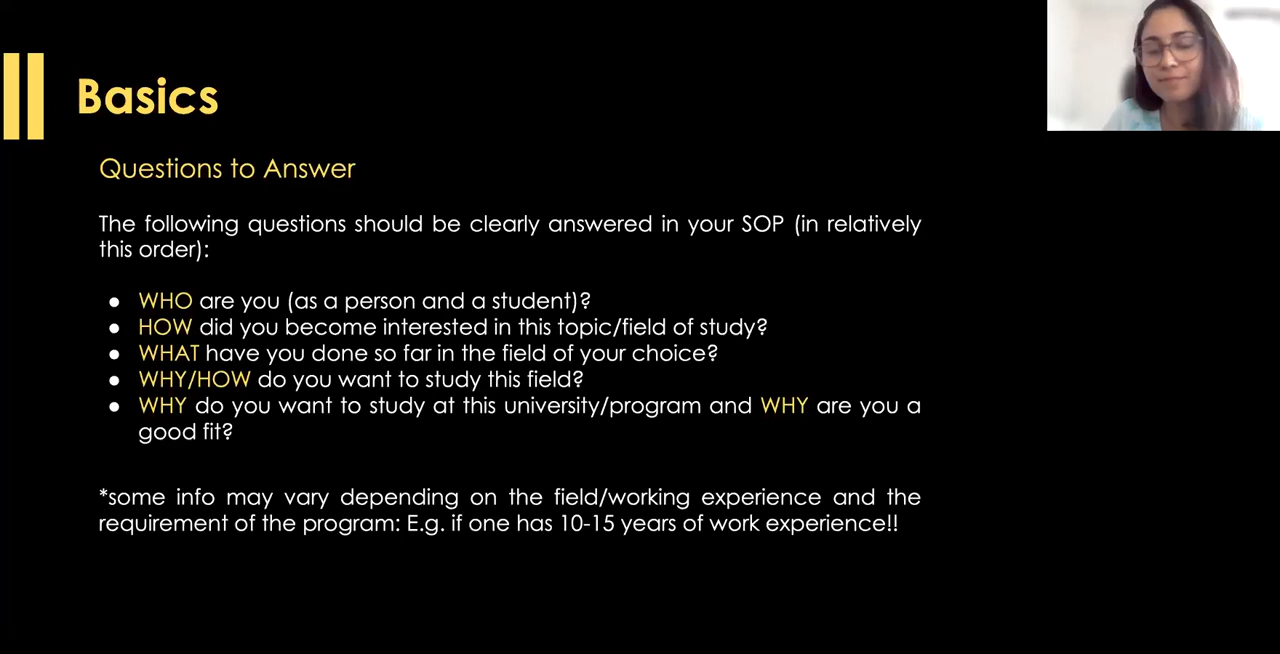 Basics
Questions to Answer
The following questions should be clearly answered in your SOP (in relatively
this order):
● WHO are you (as a person and a student)?
● HOW did you become interested in this topic/field of study?
● WHAT have you done so far in the field of your choice?
● WHY/HOW do you want to study this field?
● WHY do you want to study at this university/program and WHY are you a
good fit?
*some info may vary depending on the field/working experience and the
requirement of the program: E.g. if one has 10-15 years of work experience!!